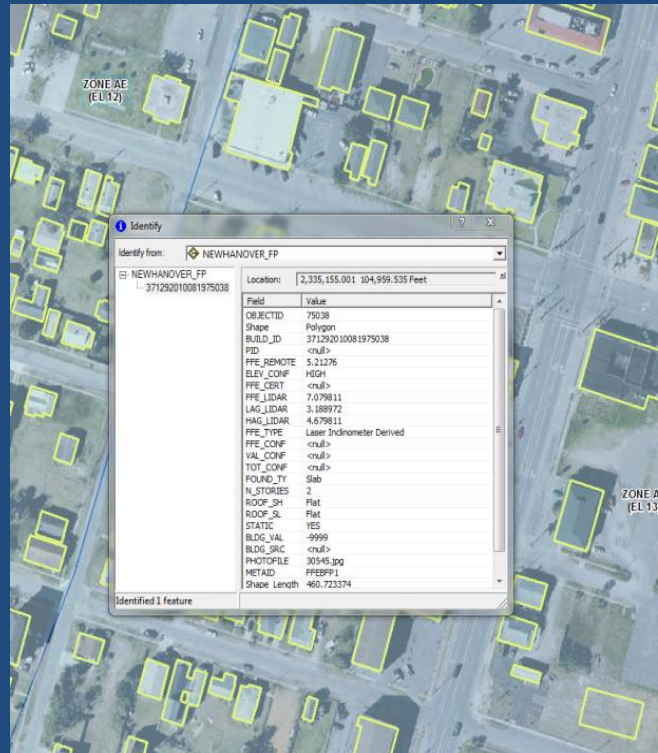 ZONE AE
(EL 12)
Identify
Identify from: NEWHANOVER_FP
NEWHANOVER_FP
371292010081975038
Location: 2,335,155.001 104,959.535 Feet
Field Value
OBJECTID 75038
Shape Polygon
BUILD_ID 371292010081975038
PID <null>
FFE_REMOTE 5.21276
ELEV_CONF HIGH
FFE_CERT <null>
FFE_LIDAR 7.079811
LAG_LIDAR 3.188972
HAG_LIDAR 4.679811
FFE_TYPE Laser Inclinometer Derived
FFE_CONF <null>
VAL_CONF <null>
TOT_CONF <null>
FOUND_TY Slab
N_STORIES 2
ROOF_SH Flat
ROOF_SL Flat
STATIC YES
BLDG_VAL -9999
BLDG_SRC <null>
PHOTOFILE 30545.jpg
METAID FFEBFP1
Shape_Length 460.723374
Identified 1 feature
ZONE A
(EL 13